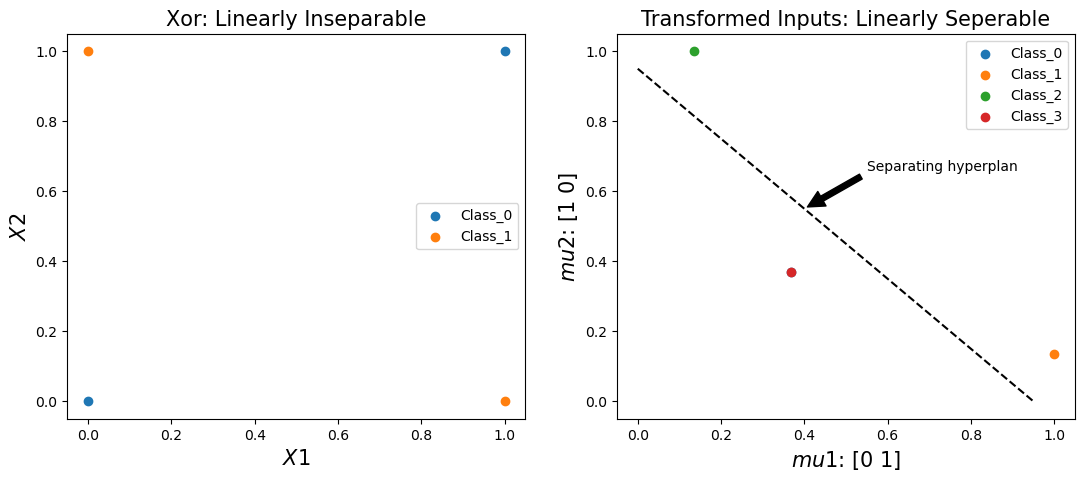 Xor: Linearly Inseparable
1.0
0.8
0.6
0.4
0.2
0.0
X2
Class_0
Class_1
0.0 0.2 0.4 0.6 0.8 1.0
X1
Transformed Inputs: Linearly Seperable
1.0
0.8
0.6
0.4
0.2
0.0
mu2: [1 0]
Class_0
Class_1
Class_2
Class_3
Separating hyperplan
0.0 0.2 0.4 0.6 0.8 1.0
mu1: [0 1]